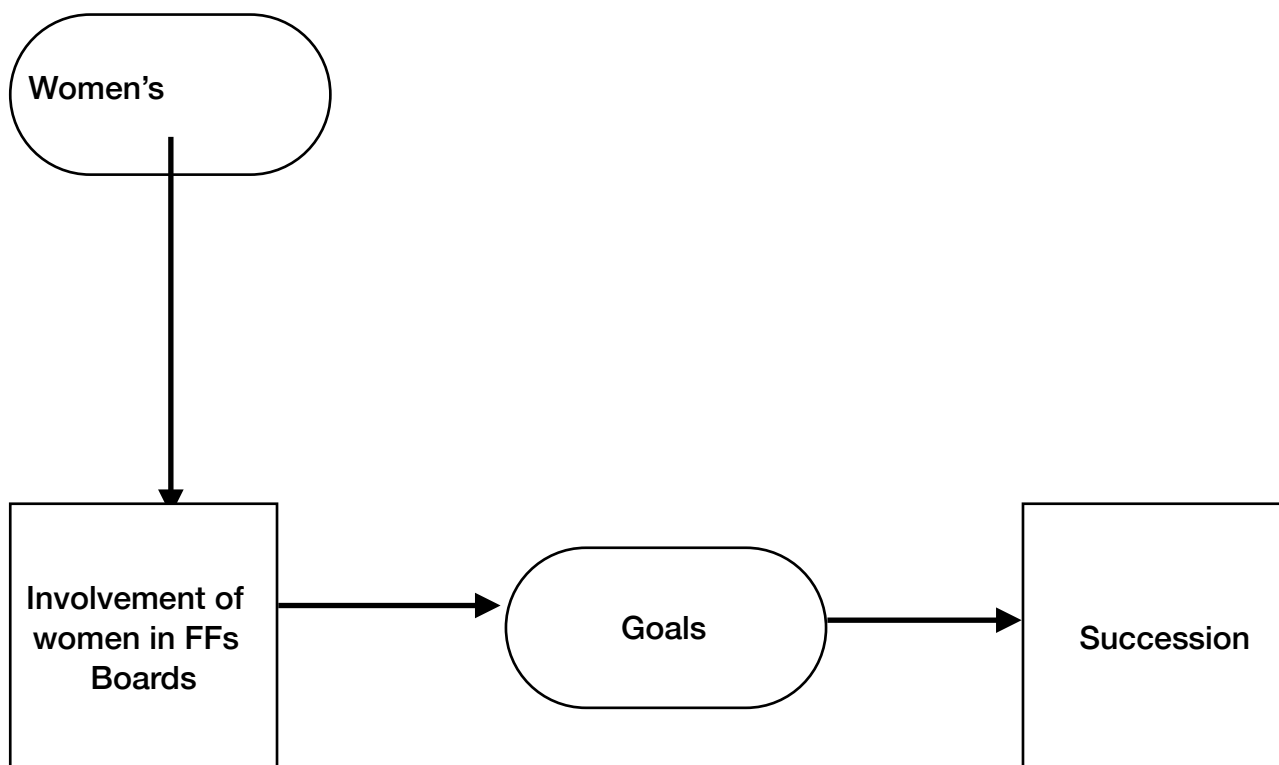 Women’s
Involvement of
women in FFs
Boards
Goals
Succession